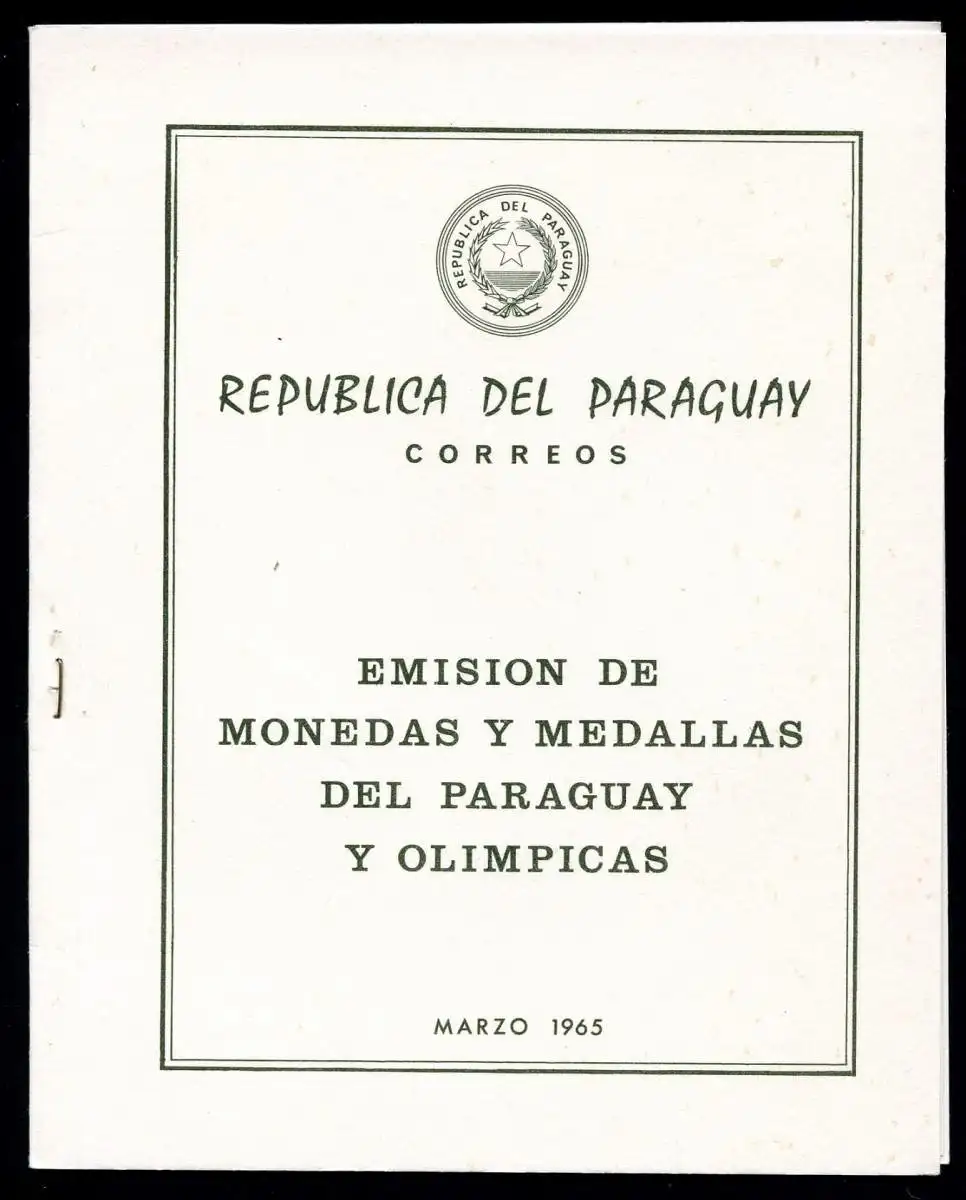 REPUBLICA DEL PARAGUAY
REPUBLICA DEL PARAGUAY
CORREOS
EMISION DE
MONEDAS Y MEDALLAS
DEL PARAGUAY
Y OLIMPICAS
MARZO 1965